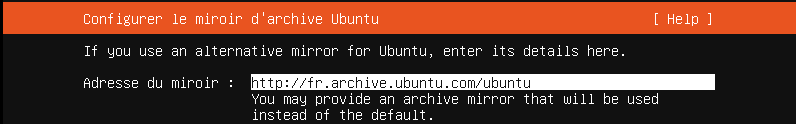 Configurer le miroir d'archive Ubuntu [ Help ]
If you use an alternative mirror for Ubuntu, enter its details here.
Adresse du miroir : http://fr.archive.ubuntu.com/ubuntu
You may provide an archive mirror that will be used
instead of the default.